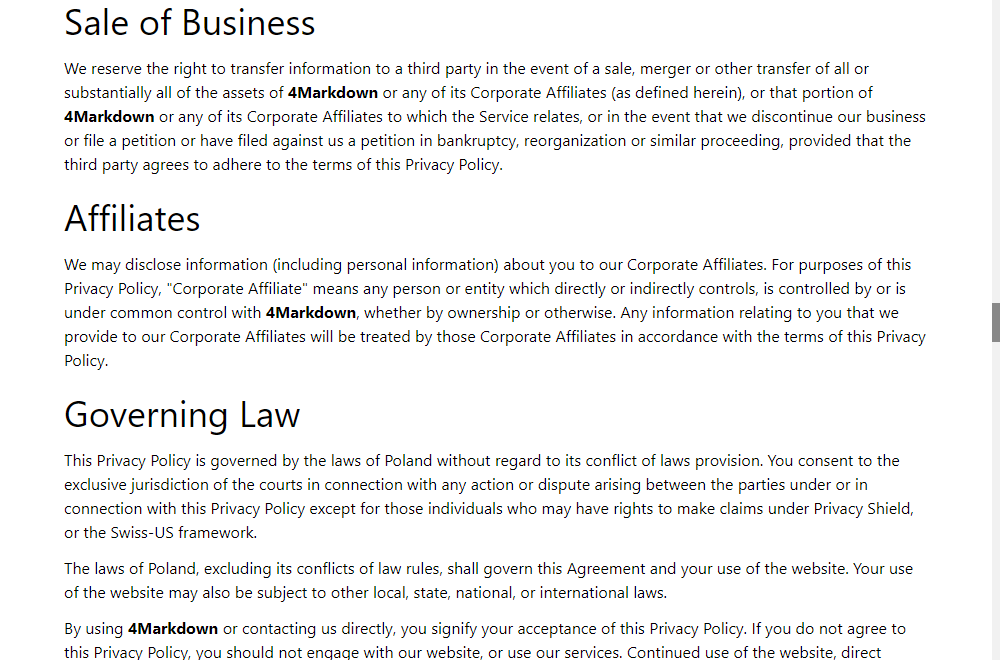 Sale of Business
We reserve the right to transfer information to a third party in the event of a sale, merger or other transfer of all or
substantially all of the assets of 4Markdown or any of its Corporate Affiliates (as defined herein), or that portion of
4Markdown or any of its Corporate Affiliates to which the Service relates, or in the event that we discontinue our business
or file a petition or have filed against us a petition in bankruptcy, reorganization or similar proceeding, provided that the
third party agrees to adhere to the terms of this Privacy Policy.
Affiliates
We may disclose information (including personal information) about you to our Corporate Affiliates. For purposes of this
Privacy Policy, "Corporate Affiliate" means any person or entity which directly or indirectly controls, is controlled by or is
under common control with 4Markdown, whether by ownership or otherwise. Any information relating to you that we
provide to our Corporate Affiliates will be treated by those Corporate Affiliates in accordance with the terms of this Privacy
Policy.
Governing Law
This Privacy Policy is governed by the laws of Poland without regard to its conflict of laws provision. You consent to the
exclusive jurisdiction of the courts in connection with any action or dispute arising between the parties under or in
connection with this Privacy Policy except for those individuals who may have rights to make claims under Privacy Shield,
or the Swiss-US framework.
The laws of Poland, excluding its conflicts of law rules, shall govern this Agreement and your use of the website. Your use
of the website may also be subject to other local, state, national, or international laws.
By using 4Markdown or contacting us directly, you signify your acceptance of this Privacy Policy. If you do not agree to
this Privacy Policy, you should not engage with our website, or use our services. Continued use of the website, direct